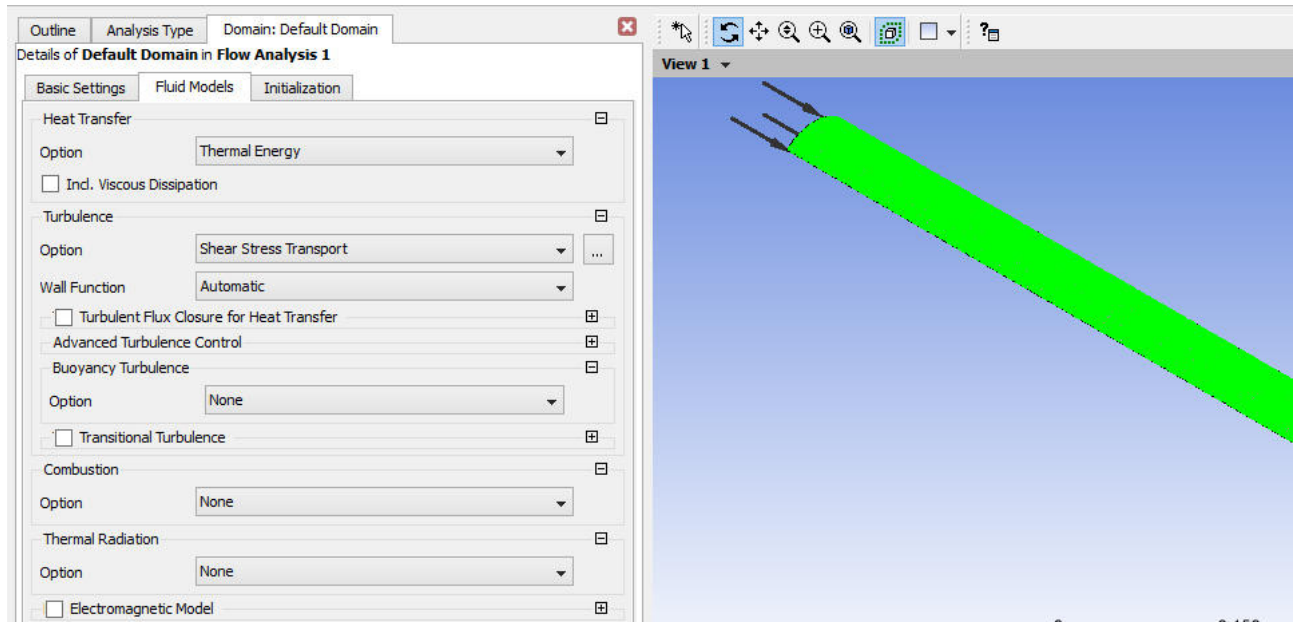 Outline Analysis Type Domain: Default Domain
Details of Default Domain in Flow Analysis 1
Basic Settings Fluid Models Initialization
Heat Transfer
Option Thermal Energy
Incl. Viscous Dissipation
Turbulence
Option Shear Stress Transport ...
Wall Function Automatic
Turbulent Flux Closure for Heat Transfer
Advanced Turbulence Control
Buoyancy Turbulence
Option None
Transitional Turbulence
Combustion
Option None
Thermal Radiation
Option None
Electromagnetic Model
View 1